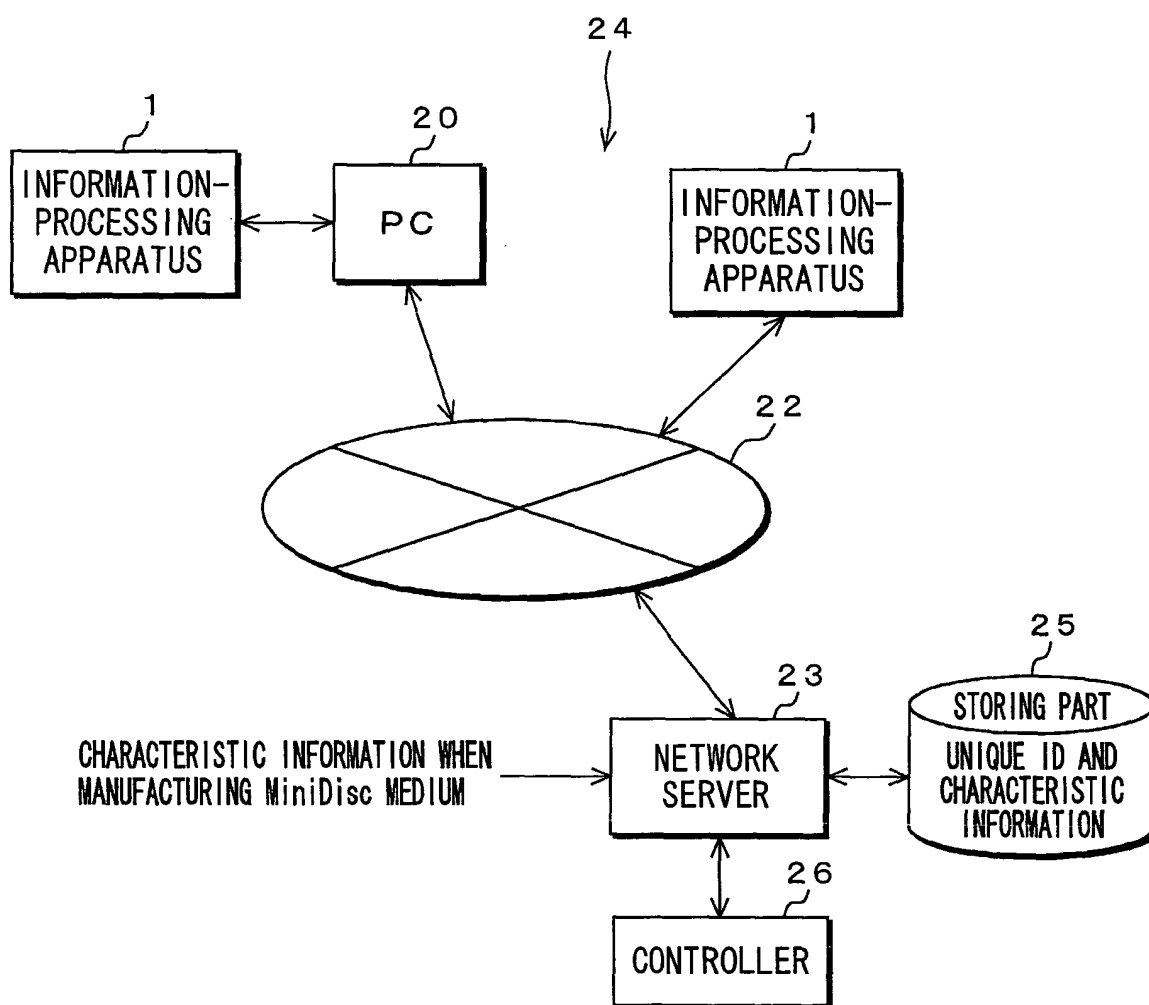 24
1
20
1
INFORMATION-
PROCESSING
APPARATUS
PC
INFORMATION-
PROCESSING
APPARATUS
22
25
23
STORING PART
CHARACTERISTIC INFORMATION WHEN
MANUFACTURING MiniDisc MEDIUM
NETWORK
SERVER
UNIQUE ID AND
CHARACTERISTIC
INFORMATION
26
CONTROLLER